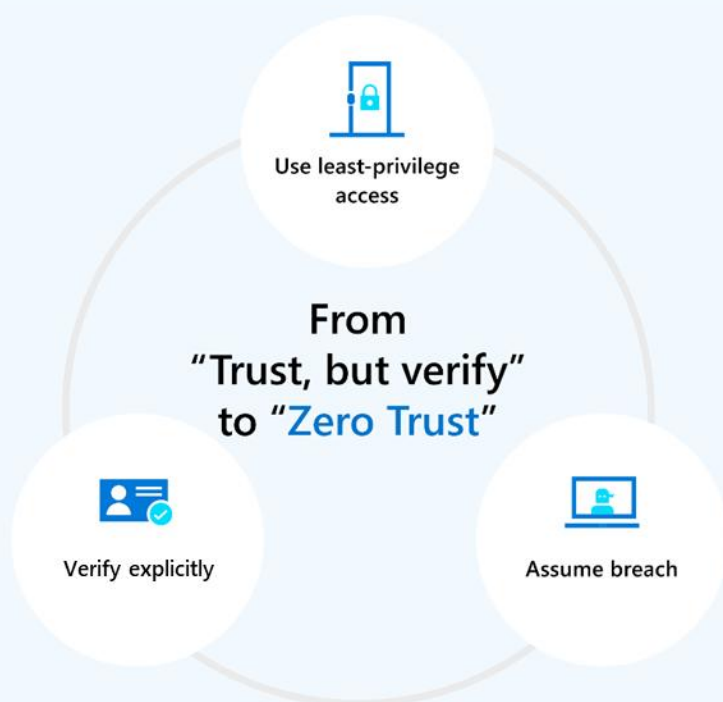 Use least-privilege
access
From
“Trust, but verify”
to “Zero Trust”
Verify explicitly
Assume breach